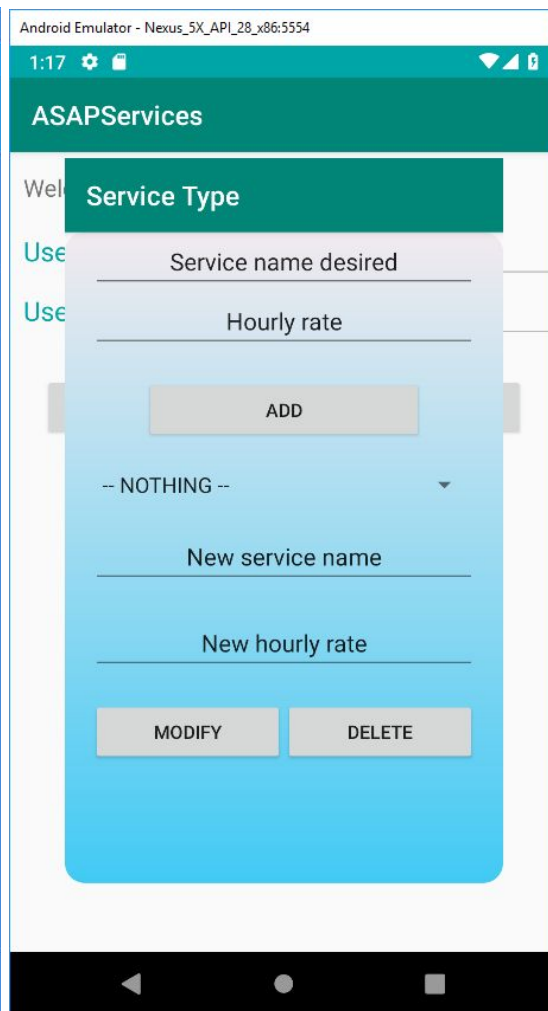 Android Emulator - Nexus_5X_API_28_x86:5554
1:17
ASAPServices
Service Type
Service name desired
Hourly rate
ADD
-- NOTHING --
New service name
New hourly rate
MODIFY
DELETE